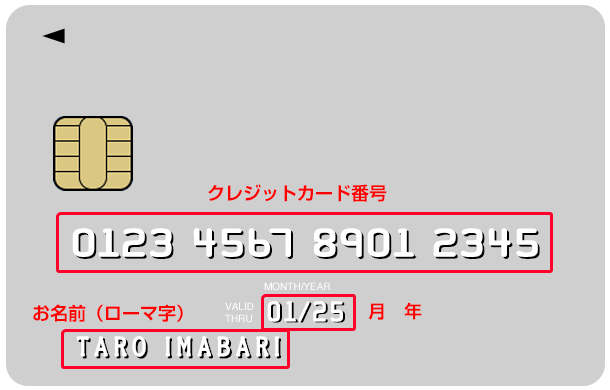 クレジットカード番号
0123 4567 8901 2345
MONTH/YEAR
お名前（ローマ字） VALID THRU 01/25 月 年
TARO IMABARI